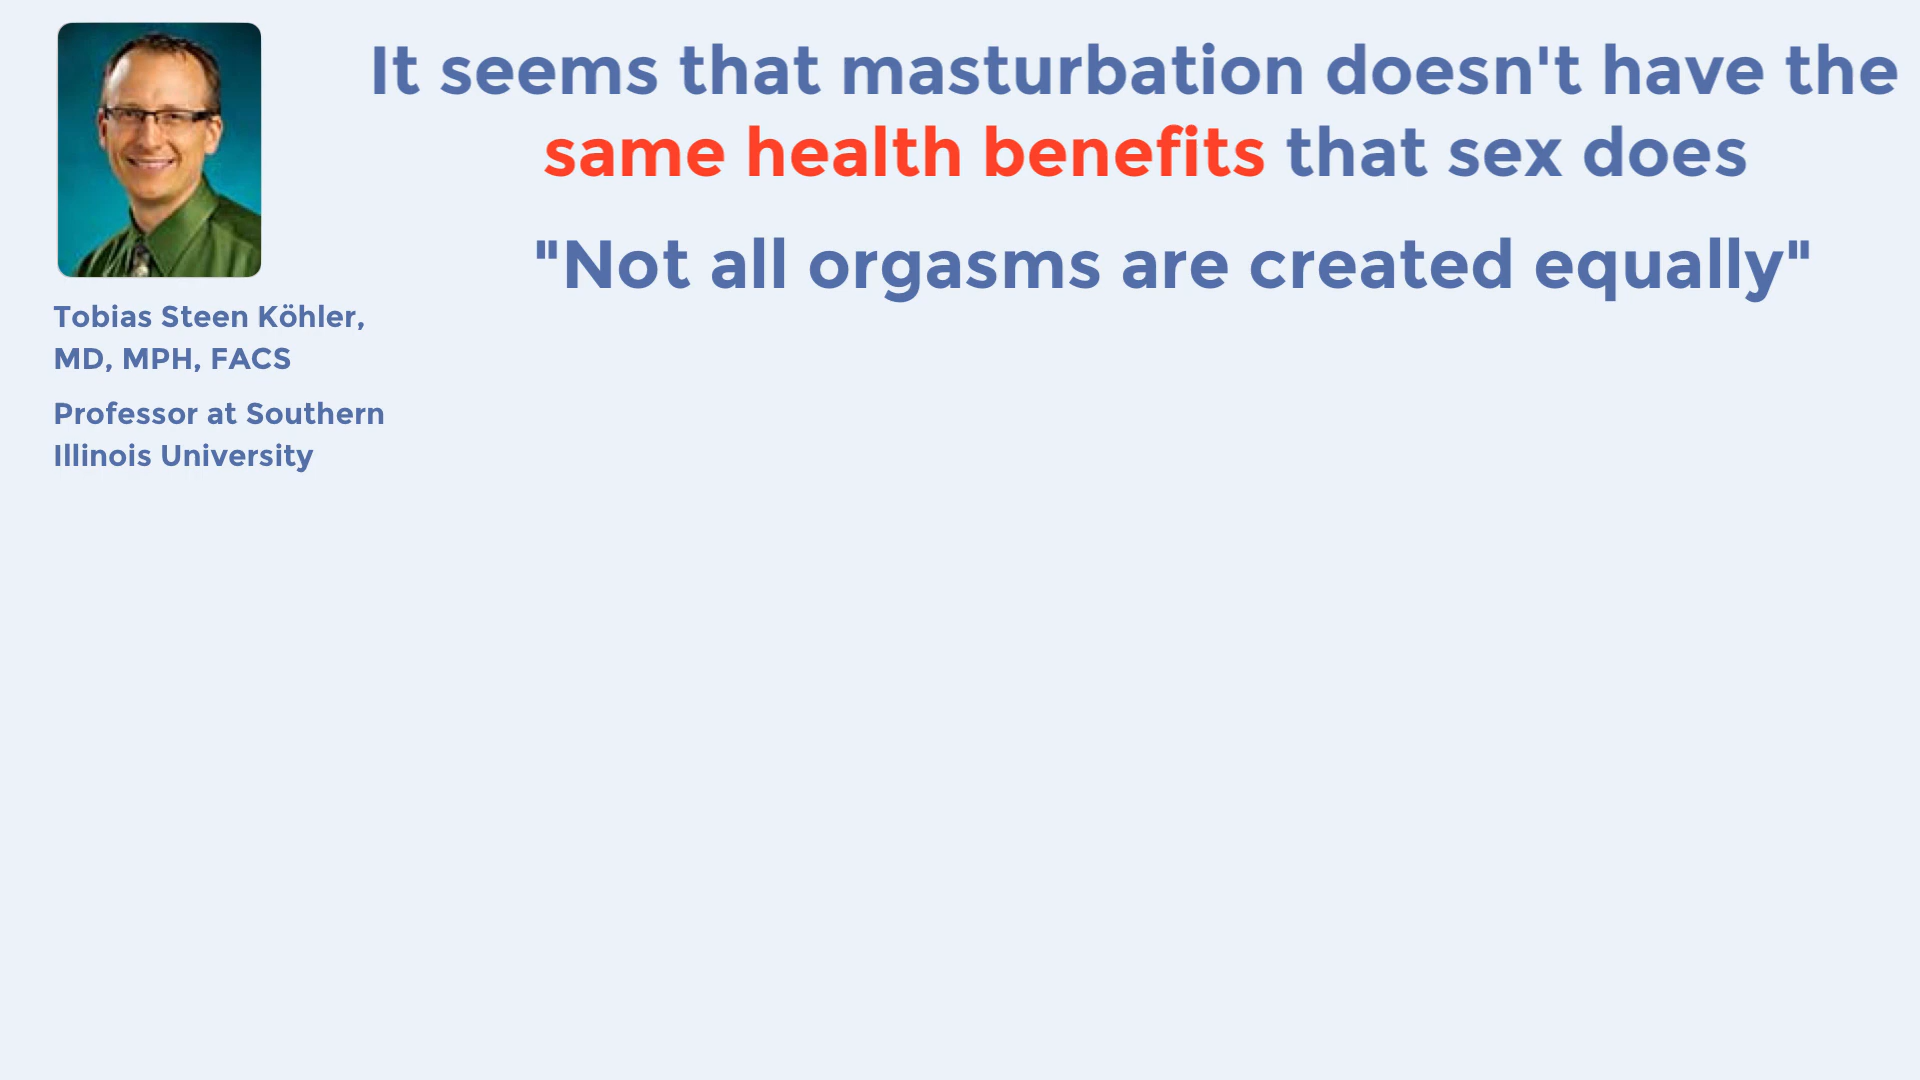 It seems that masturbation doesn't have the
same health benefits that sex does
"Not all orgasms are created equally"
Tobias Steen Köhler,
MD, MPH, FACS
Professor at Southern
Illinois University